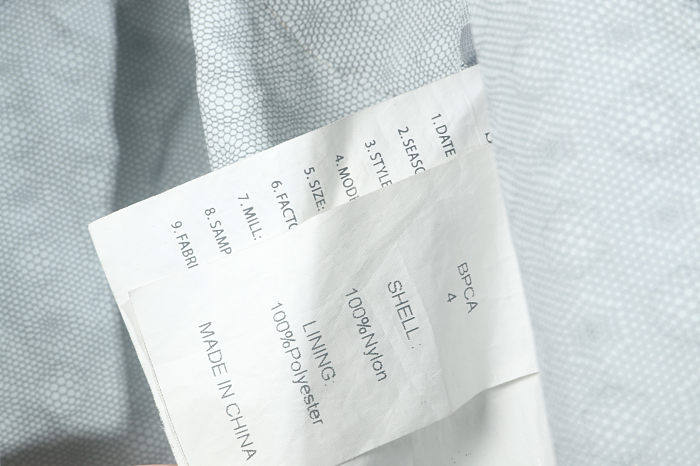 1.DATE
2.SEASO
3.STYLE
4.MOD
5.SIZE:
6.FACTO
7.MILL:
8.SAMP
9.FABRI
BPCA
4
SHELL:
100%Nylon
LINING:
100%Polyester
MADE IN CHINA